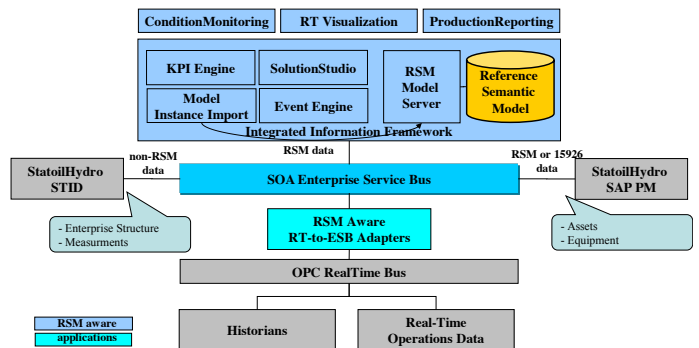 ConditionMonitoring
RT Visualization
ProductionReporting
KPI Engine
SolutionStudio
RSM
Model
Server
Reference
Semantic
Model
Model
Instance Import
Event Engine
Integrated Information Framework
non-RSM
data
RSM data
RSM or 15926
data
StatoilHydro
STID
SOA Enterprise Service Bus
StatoilHydro
SAP PM
- Enterprise Structure
- Measurments
RSM Aware
RT-to-ESB Adapters
- Assets
- Equipment
OPC RealTime Bus
Historians
Real-Time
Operations Data
RSM aware
applications